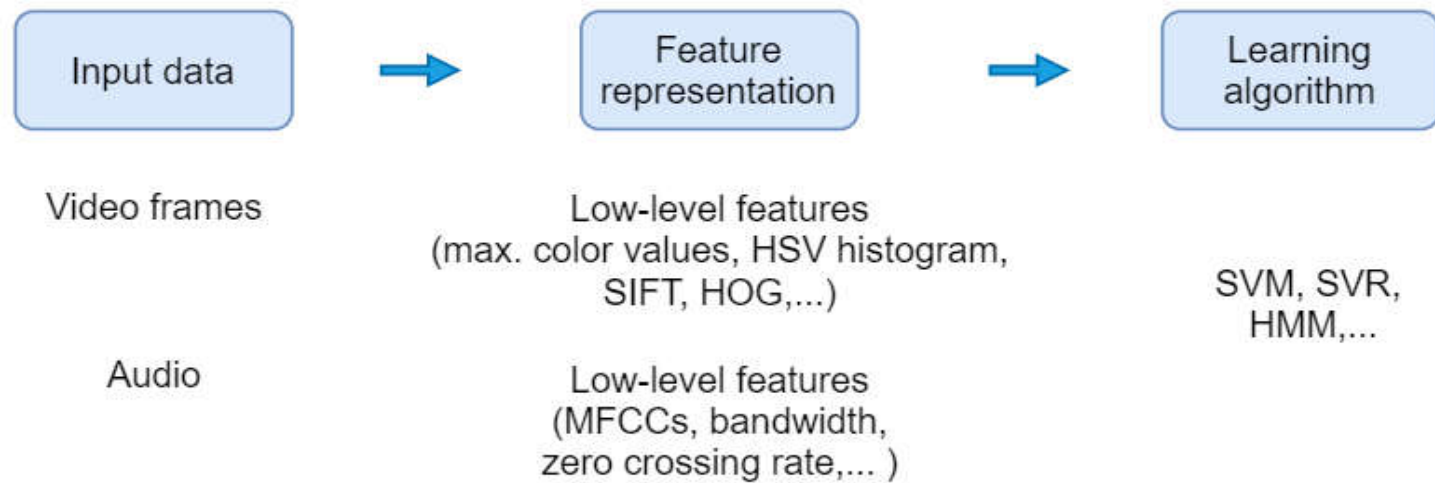 Input data
Feature
representation
Learning
algorithm
Video frames
Low-level features
(max. color values, HSV histogram,
SIFT, HOG,...)
SVM, SVR,
HMM,...
Audio
Low-level features
(MFCCs, bandwidth,
zero crossing rate,... )